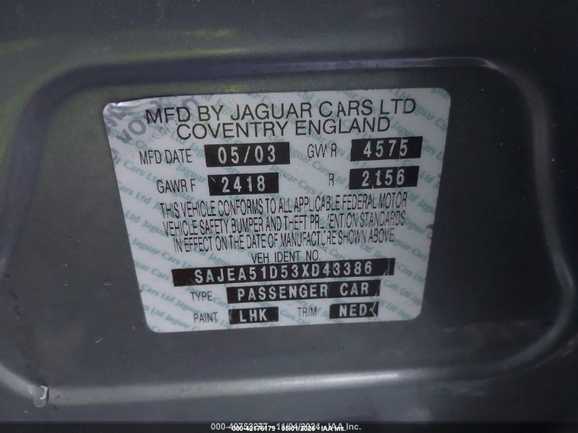 MFD BY JAGUAR CARS LTD
COVENTRY ENGLAND
MFD DATE 05/03 GVWR 4575
GAWR F 2418 R 2156
THIS VEHICLE CONFORMS TO ALL APPLICABLE FEDERAL MOTOR
VEHICLE SAFETY BUMPER AND THEFT PREVENTION STANDARDS
IN EFFECT ON THE DATE OF MANUFACTURE SHOWN ABOVE
VEH IDENT NO
SAJEA51D53XD43386
TYPE PASSENGER CAR
PAINT LHK TRIM NED